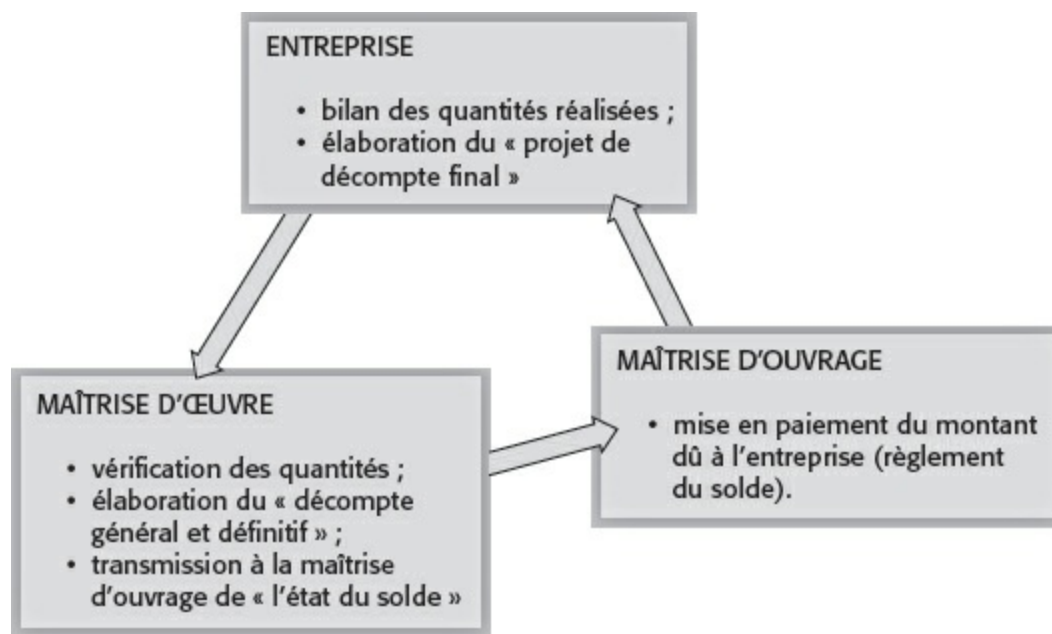 ENTREPRISE
• bilan des quantités réalisées ;
• élaboration du « projet de
décompte final »
MAÎTRISE D'ŒUVRE
• vérification des quantités ;
• élaboration du « décompte
général et définitif » ;
• transmission à la maîtrise
d'ouvrage de « l'état du solde »
MAÎTRISE D'OUVRAGE
• mise en paiement du montant
dû à l'entreprise (règlement
du solde).